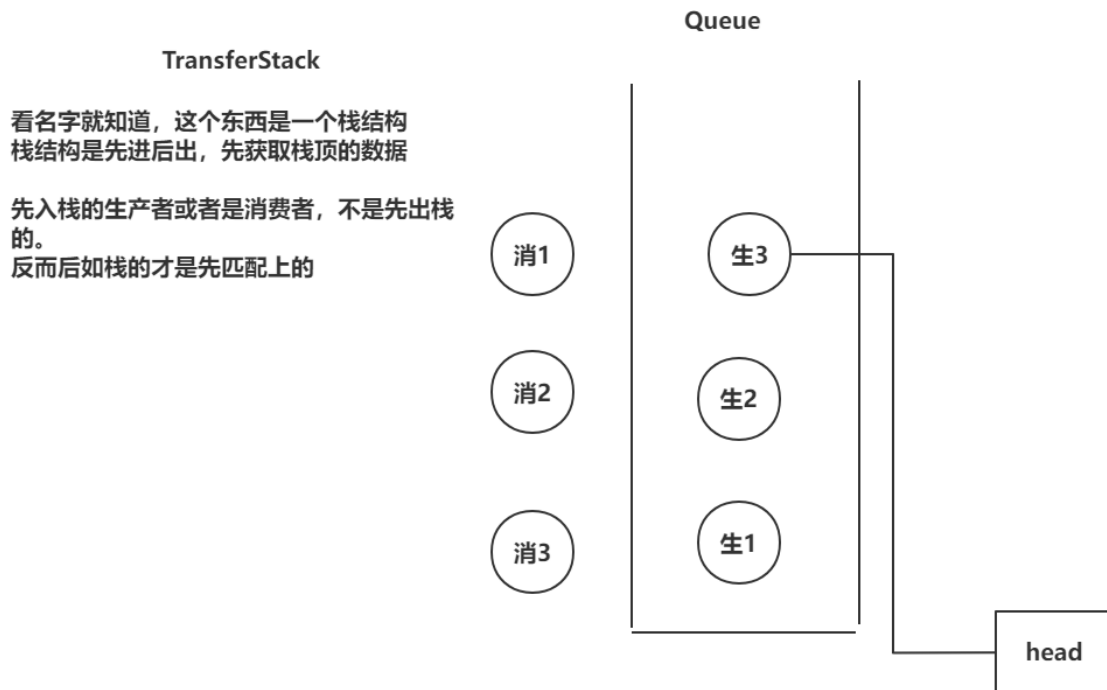 Queue
TransferStack
看名字就知道，这个东西是一个栈结构
栈结构是先进后出，先获取栈顶的数据
先入栈的生产者或者是消费者，不是先出栈
的。
反而后如栈的才是先匹配上的
消1
生3
消2
生2
消3
生1
head